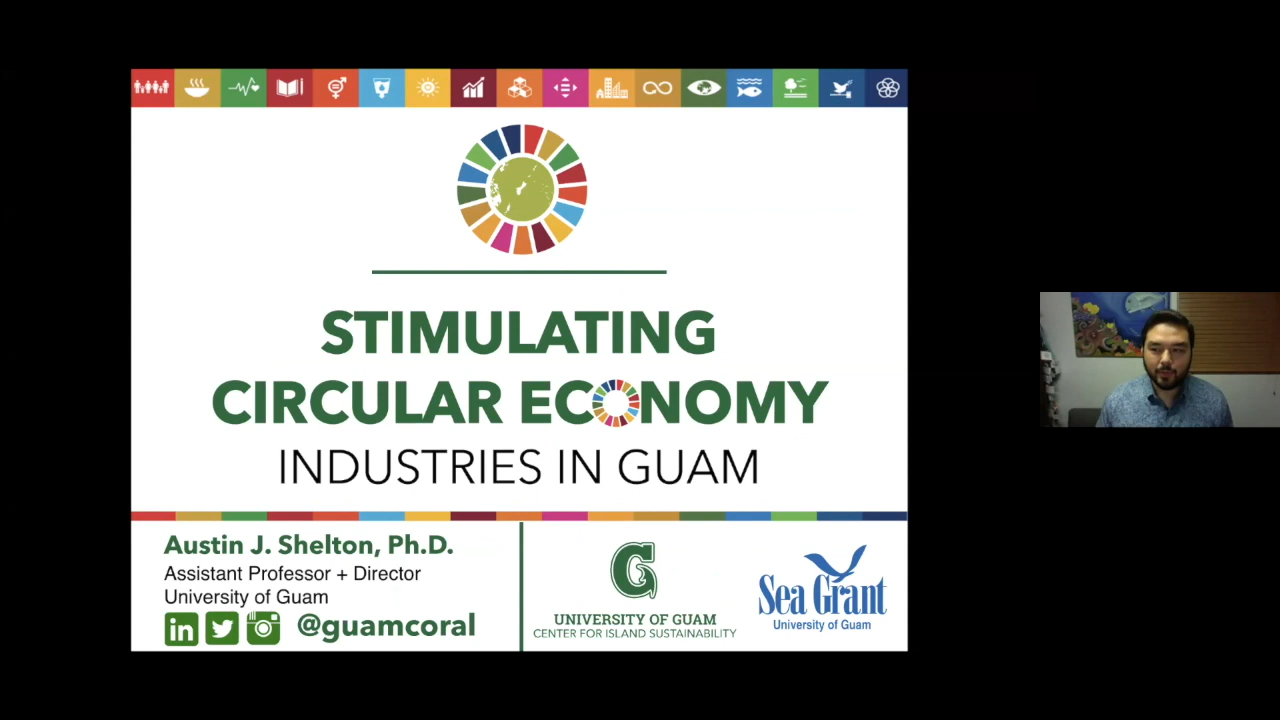 STIMULATING
CIRCULAR ECONOMY
INDUSTRIES IN GUAM
Austin J. Shelton, Ph.D.
Assistant Professor + Director
University of Guam
in
@guamcoral
G
UNIVERSITY OF GUAM
CENTER FOR ISLAND SUSTAINABILITY
Sea Grant
University of Guam